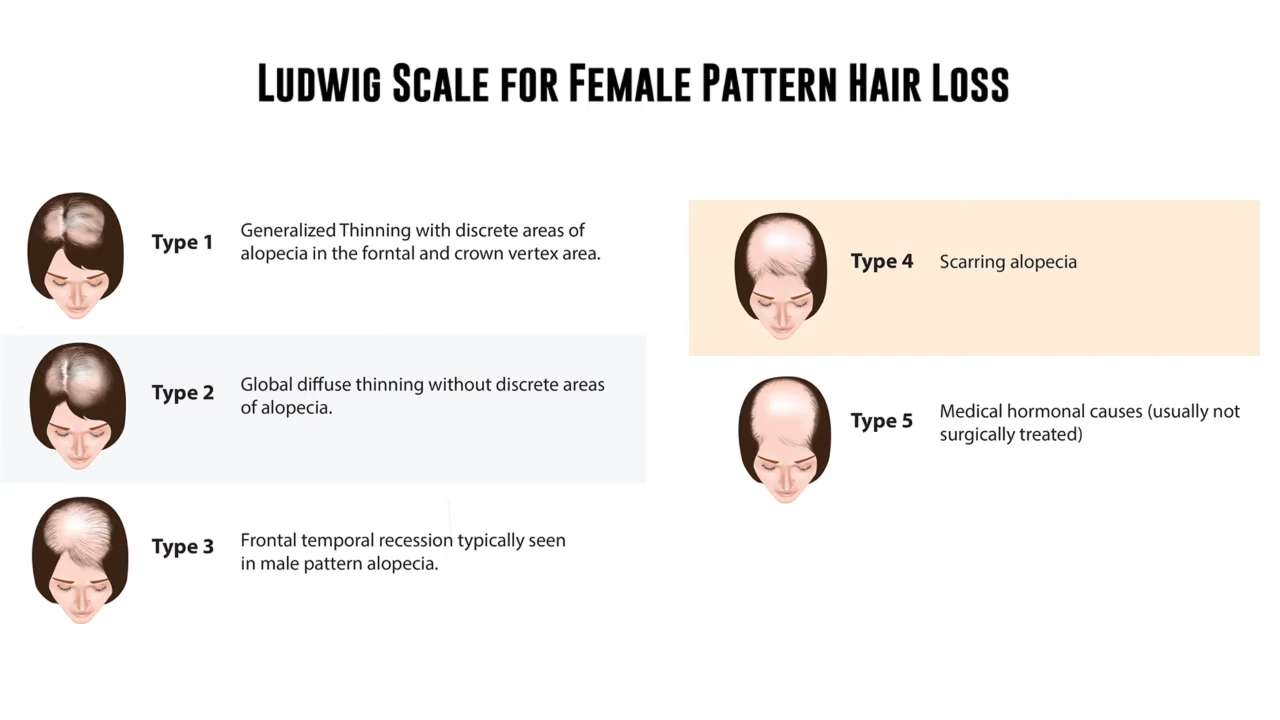 Ludwig Scale for Female Pattern Hair Loss
Type 1
Generalized Thinning with discrete areas of
alopecia in the forntal and crown vertex area.
Type 2
Global diffuse thinning without discrete areas
of alopecia.
Type 3
Frontal temporal recession typically seen
in male pattern alopecia.
Type 4
Scarring alopecia
Type 5
Medical hormonal causes (usually not
surgically treated)